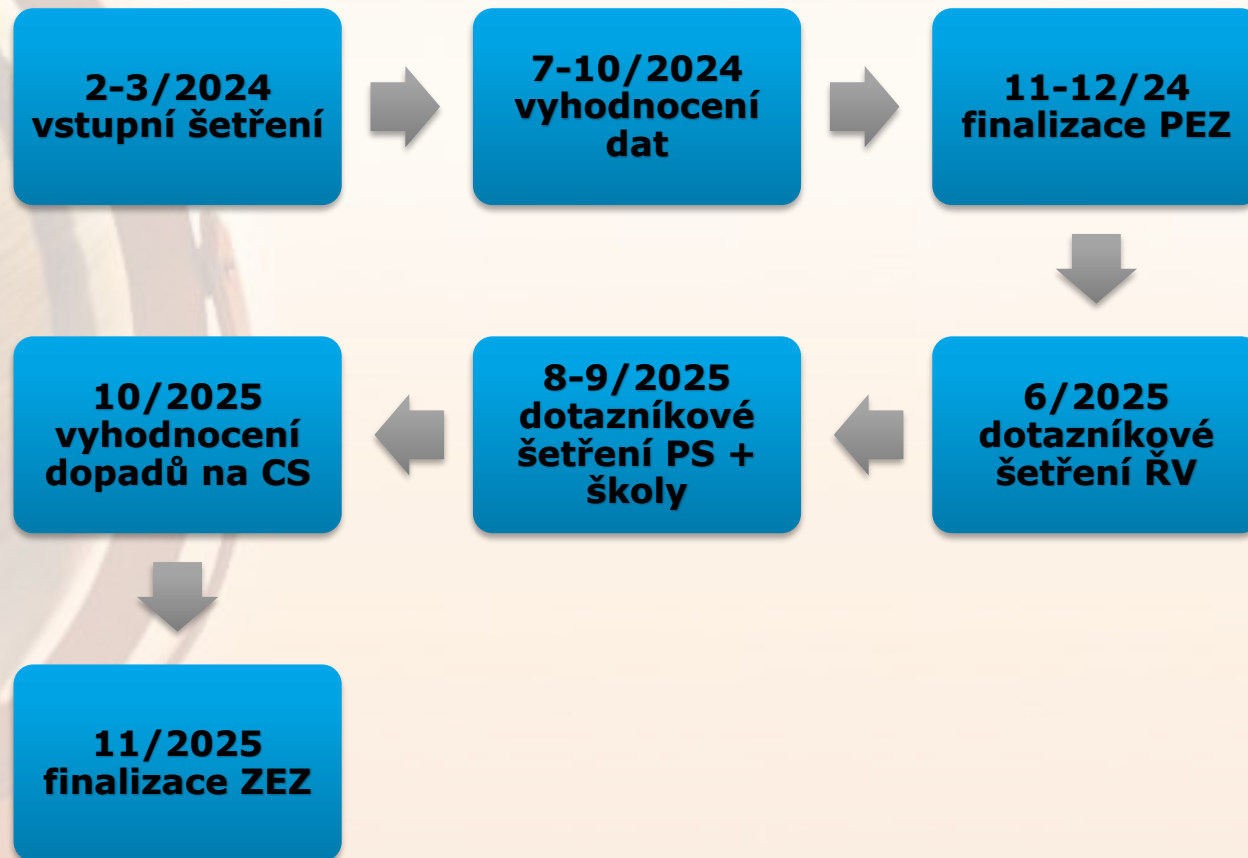 2-3/2024
vstupní šetření
7-10/2024
vyhodnocení
dat
11-12/24
finalizace PEZ
6/2025
dotazníkové
šetření ŘV
8-9/2025
dotazníkové
šetření PS +
školy
10/2025
vyhodnocení
dopadů na CS
11/2025
finalizace ZEZ